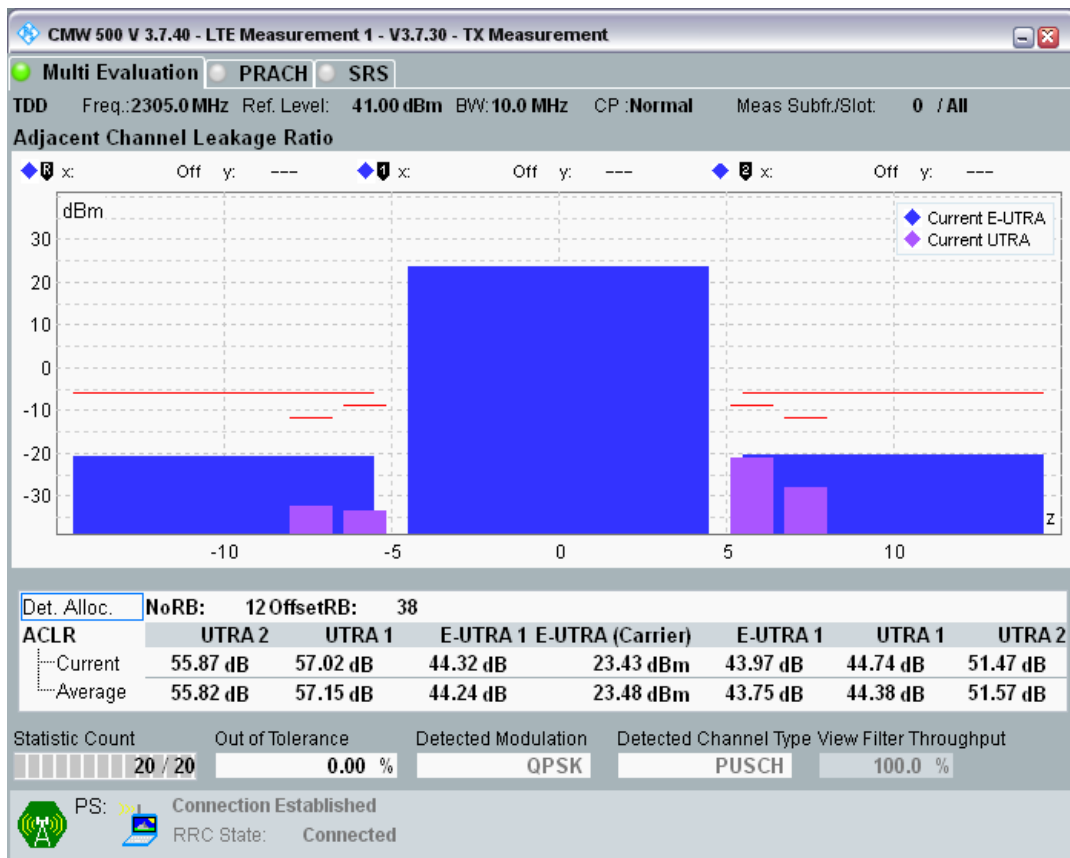 CMW 500 V 3.7.40 - LTE Measurement 1 - V3.7.30 - TX Measurement
Multi Evaluation PRACH SRS
TDD Freq.:2305.0 MHz Ref. Level: 41.00 dBm BW:10.0 MHz CP :Normal Meas Subfr./Slot: 0 / All
Adjacent Channel Leakage Ratio
R x: Off y: --- 1 x: Off y: --- 2 x: Off y: ---
dBm
Current E-UTRA
Current UTRA
30
20
10
0
-10
-20
-30
z
-10 -5 0 5 10
Det. Alloc. NoRB: 12 OffsetRB: 38
ACLR UTRA 2 UTRA 1 E-UTRA 1 E-UTRA (Carrier) E-UTRA 1 UTRA 1 UTRA 2
Current 55.87 dB 57.02 dB 44.32 dB 23.43 dBm 43.97 dB 44.74 dB 51.47 dB
Average 55.82 dB 57.15 dB 44.24 dB 23.48 dBm 43.75 dB 44.38 dB 51.57 dB
Statistic Count Out of Tolerance Detected Modulation Detected Channel Type View Filter Throughput
20 / 20 0.00 % QPSK PUSCH 100.0 %
PS: Connection Established
RRC State: Connected